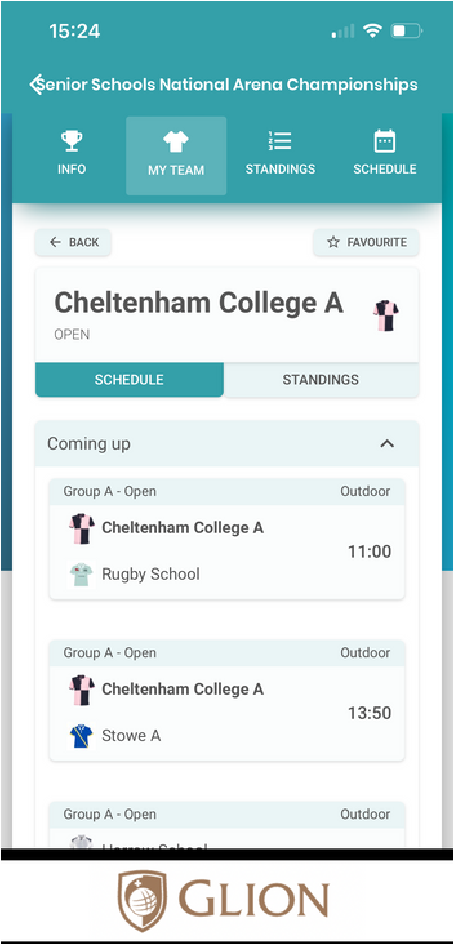 15:24
Senior Schools National Arena Championships
INFO
MY TEAM
STANDINGS
SCHEDULE
BACK
FAVOURITE
Cheltenham College A
OPEN
SCHEDULE
STANDINGS
Coming up
Group A - Open Outdoor
Cheltenham College A
11:00
Rugby School
Group A - Open Outdoor
Cheltenham College A
13:50
Stowe A
Group A - Open Outdoor
Harrow School
GLION